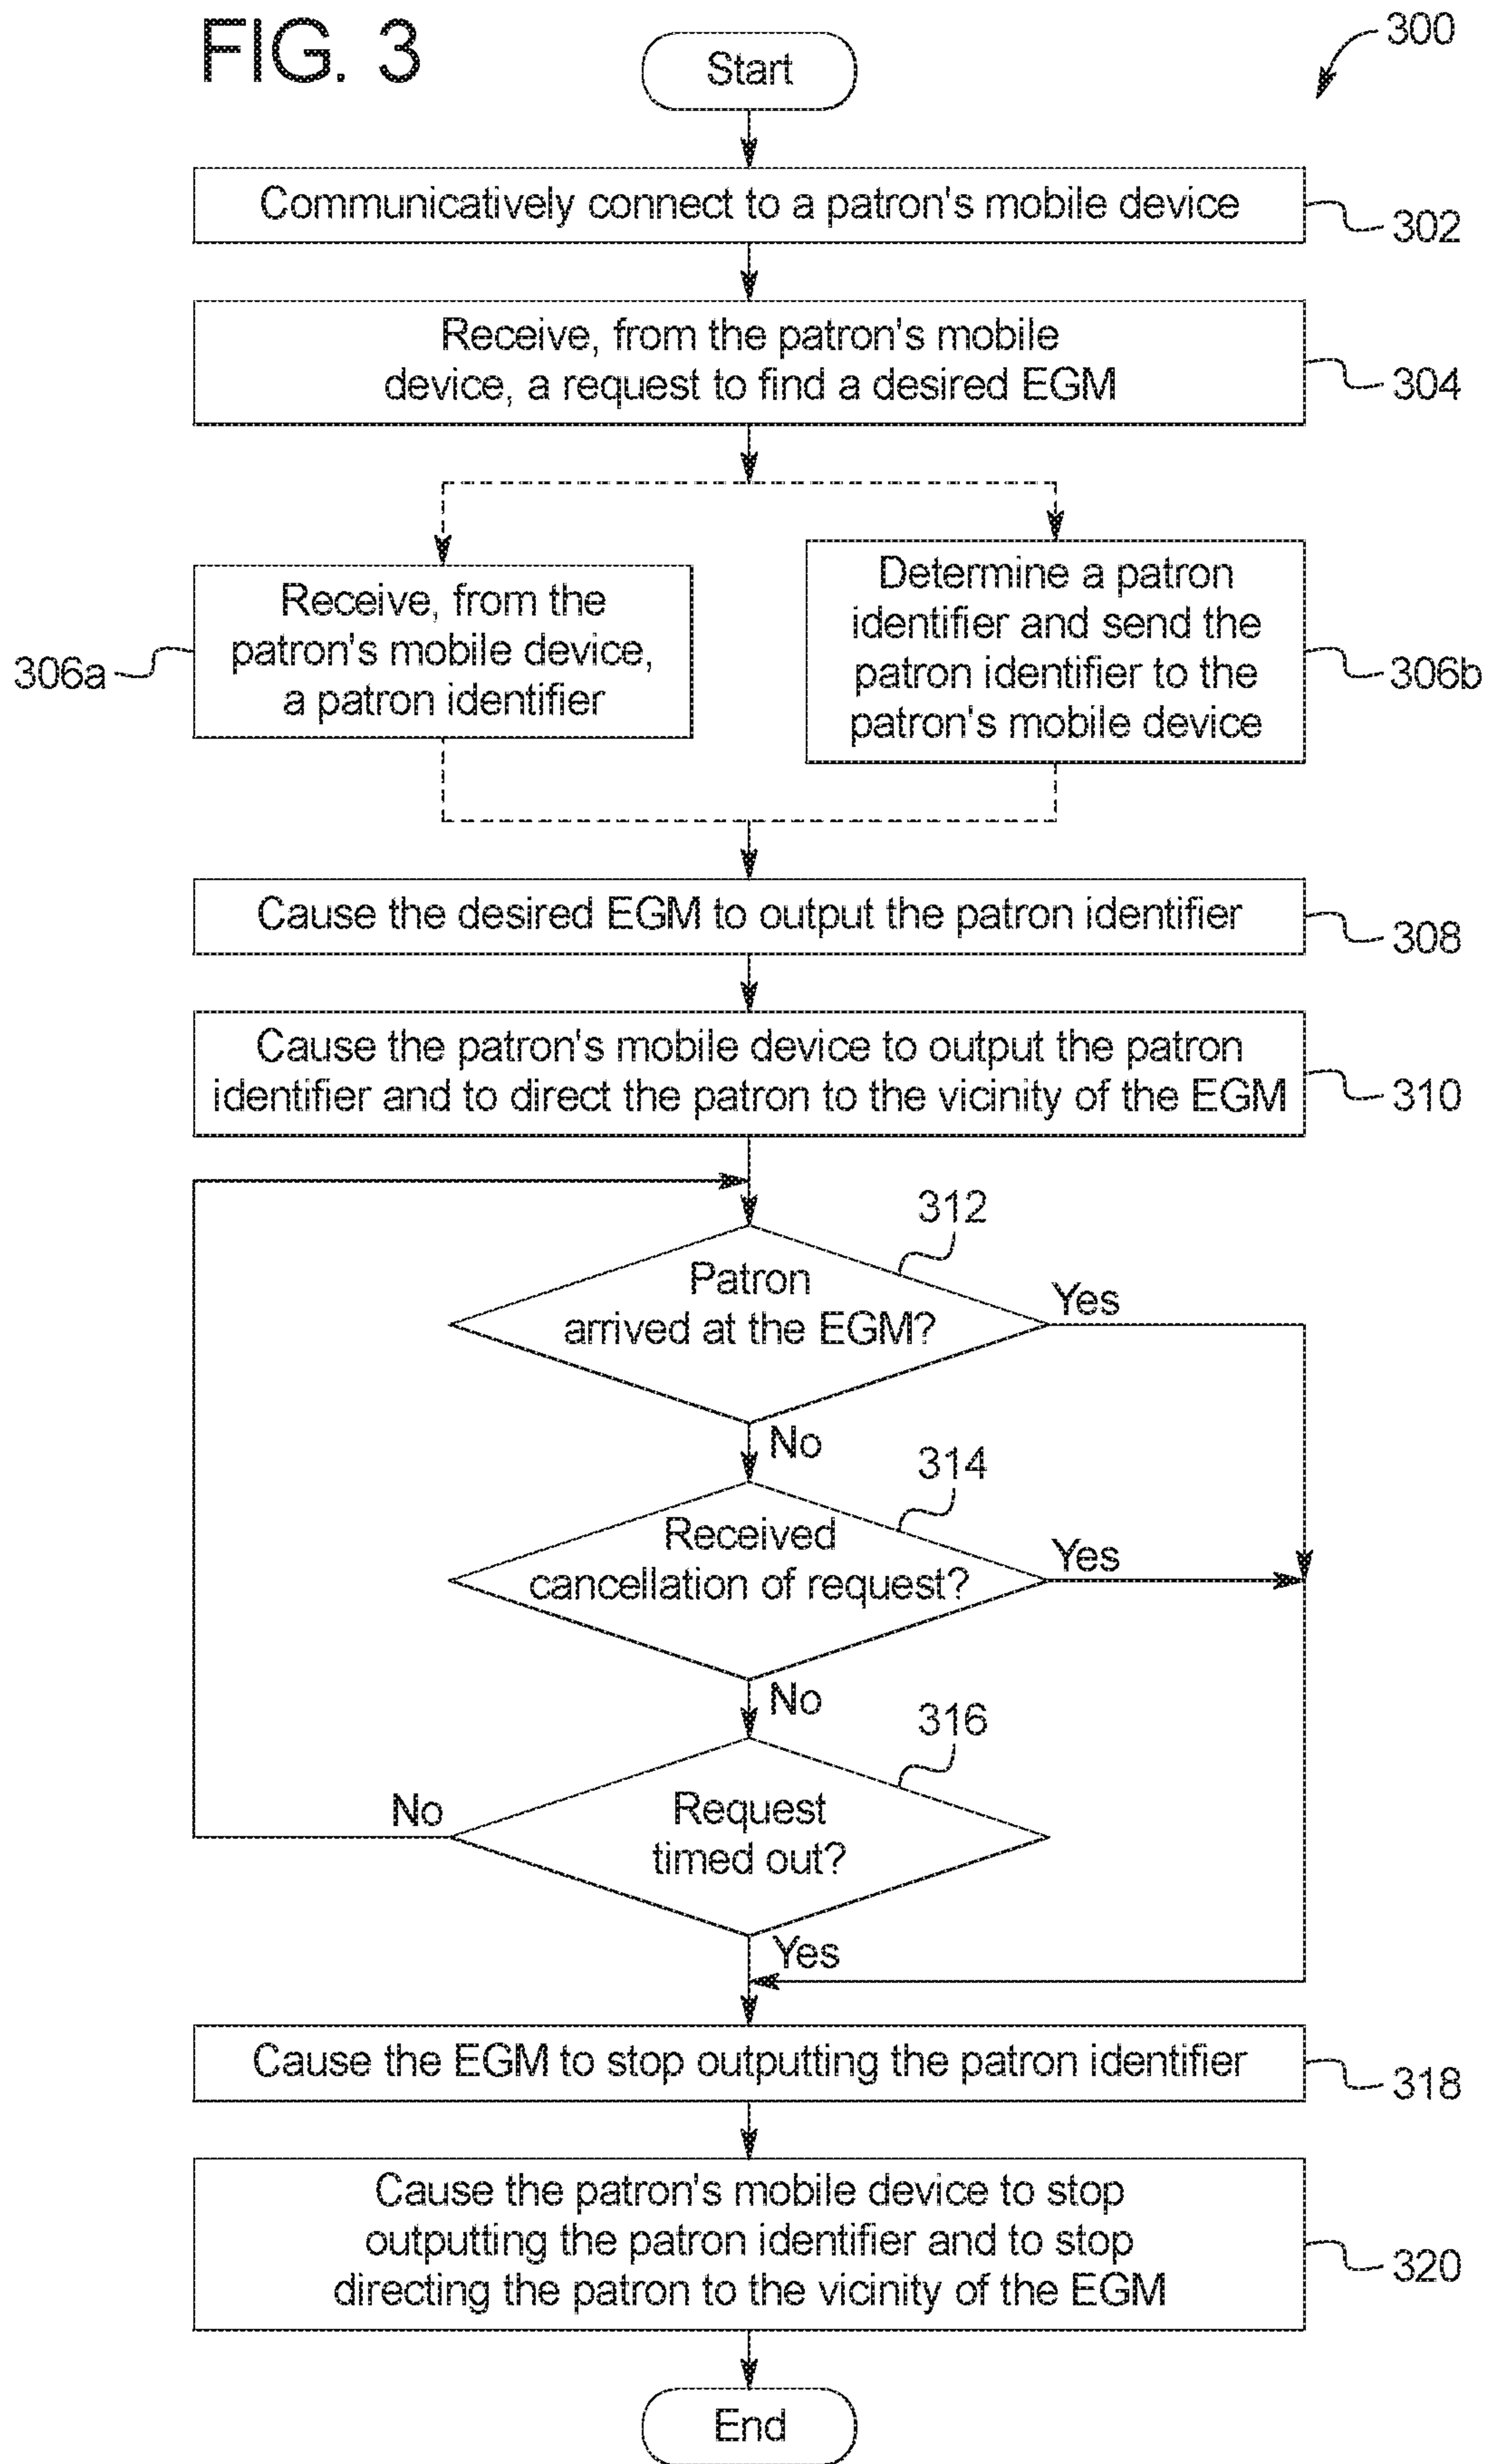 FIG. 3
300
Start
Communicatively connect to a patron's mobile device
302
Receive, from the patron's mobile
device, a request to find a desired EGM
304
Receive, from the
patron's mobile device,
a patron identifier
306a
Determine a patron
identifier and send the
patron identifier to the
patron's mobile device
306b
Cause the desired EGM to output the patron identifier
308
Cause the patron's mobile device to output the patron
identifier and to direct the patron to the vicinity of the EGM
310
312
Patron
arrived at the EGM?
Yes
No
314
Received
cancellation of request?
Yes
No
316
Request
timed out?
No
Yes
Cause the EGM to stop outputting the patron identifier
318
Cause the patron's mobile device to stop
outputting the patron identifier and to stop
directing the patron to the vicinity of the EGM
320
End